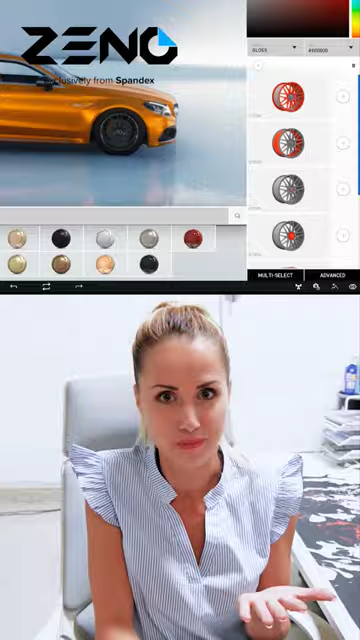 ZENO
Exclusively from Spandex
GLOSS
#000000
MULTI-SELECT
ADVANCED